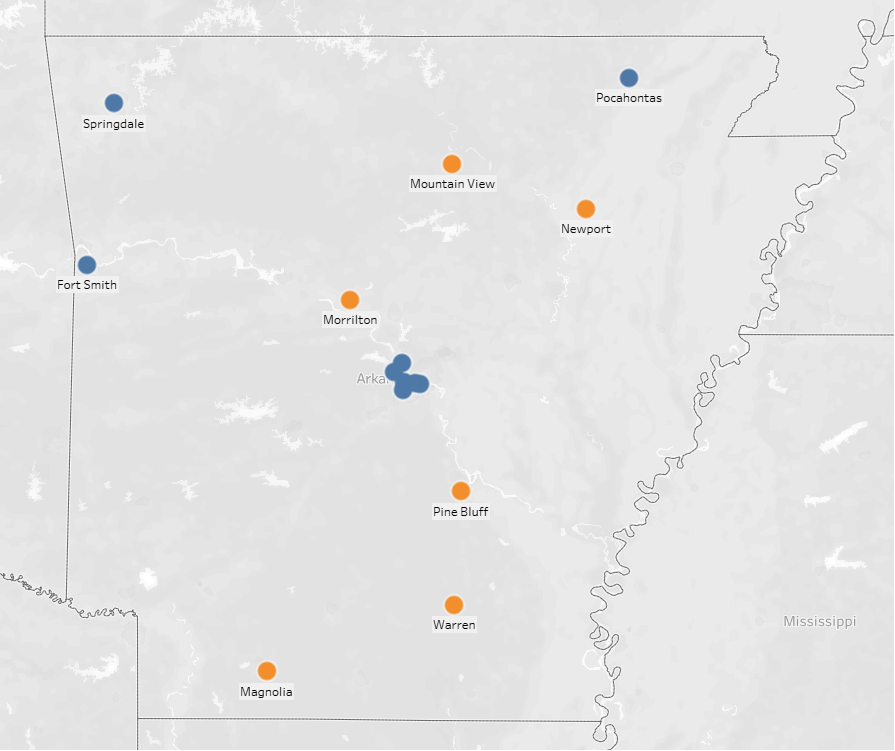 Pocahontas
Springdale
Mountain View
Newport
Fort Smith
Morrilton
Arka
Pine Bluff
Warren
Mississippi
Magnolia